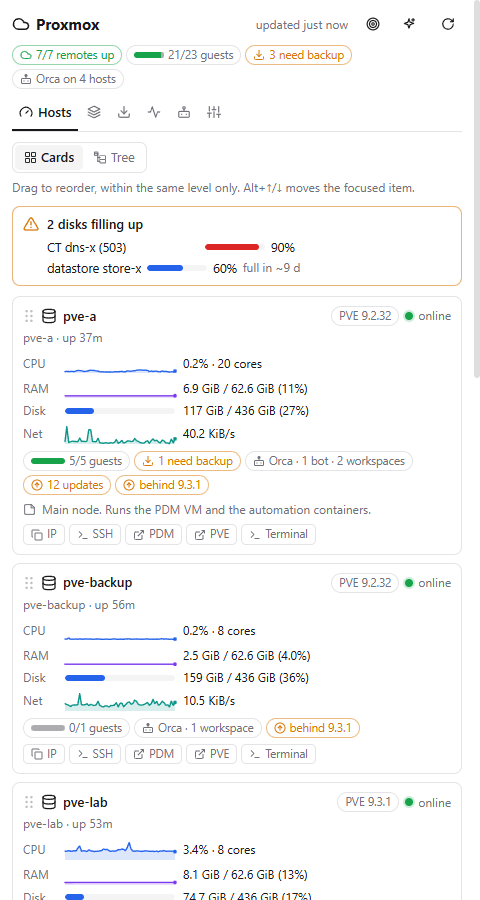 Proxmox updated just now
7/7 remotes up 21/23 guests 3 need backup
Orca on 4 hosts
Hosts
Cards Tree
Drag to reorder, within the same level only. Alt+↑/↓ moves the focused item.
2 disks filling up
CT dns-x (503) 90%
datastore store-x 60% full in ~9 d
pve-a PVE 9.2.32 online
pve-a · up 37m
CPU 0.2% · 20 cores
RAM 6.9 GiB / 62.6 GiB (11%)
Disk 117 GiB / 436 GiB (27%)
Net 40.2 KiB/s
5/5 guests 1 need backup Orca · 1 bot · 2 workspaces
12 updates behind 9.3.1
Main node. Runs the PDM VM and the automation containers.
IP SSH PDM PVE Terminal
pve-backup PVE 9.2.32 online
pve-backup · up 56m
CPU 0.2% · 8 cores
RAM 2.5 GiB / 62.6 GiB (4.0%)
Disk 159 GiB / 436 GiB (36%)
Net 10.5 KiB/s
0/1 guests Orca · 1 workspace behind 9.3.1
IP SSH PDM PVE Terminal
pve-lab PVE 9.3.1 online
pve-lab · up 53m
CPU 3.4% · 8 cores
RAM 8.1 GiB / 62.6 GiB (13%)
Disk 74.7 GiB / 436 GiB (17%)